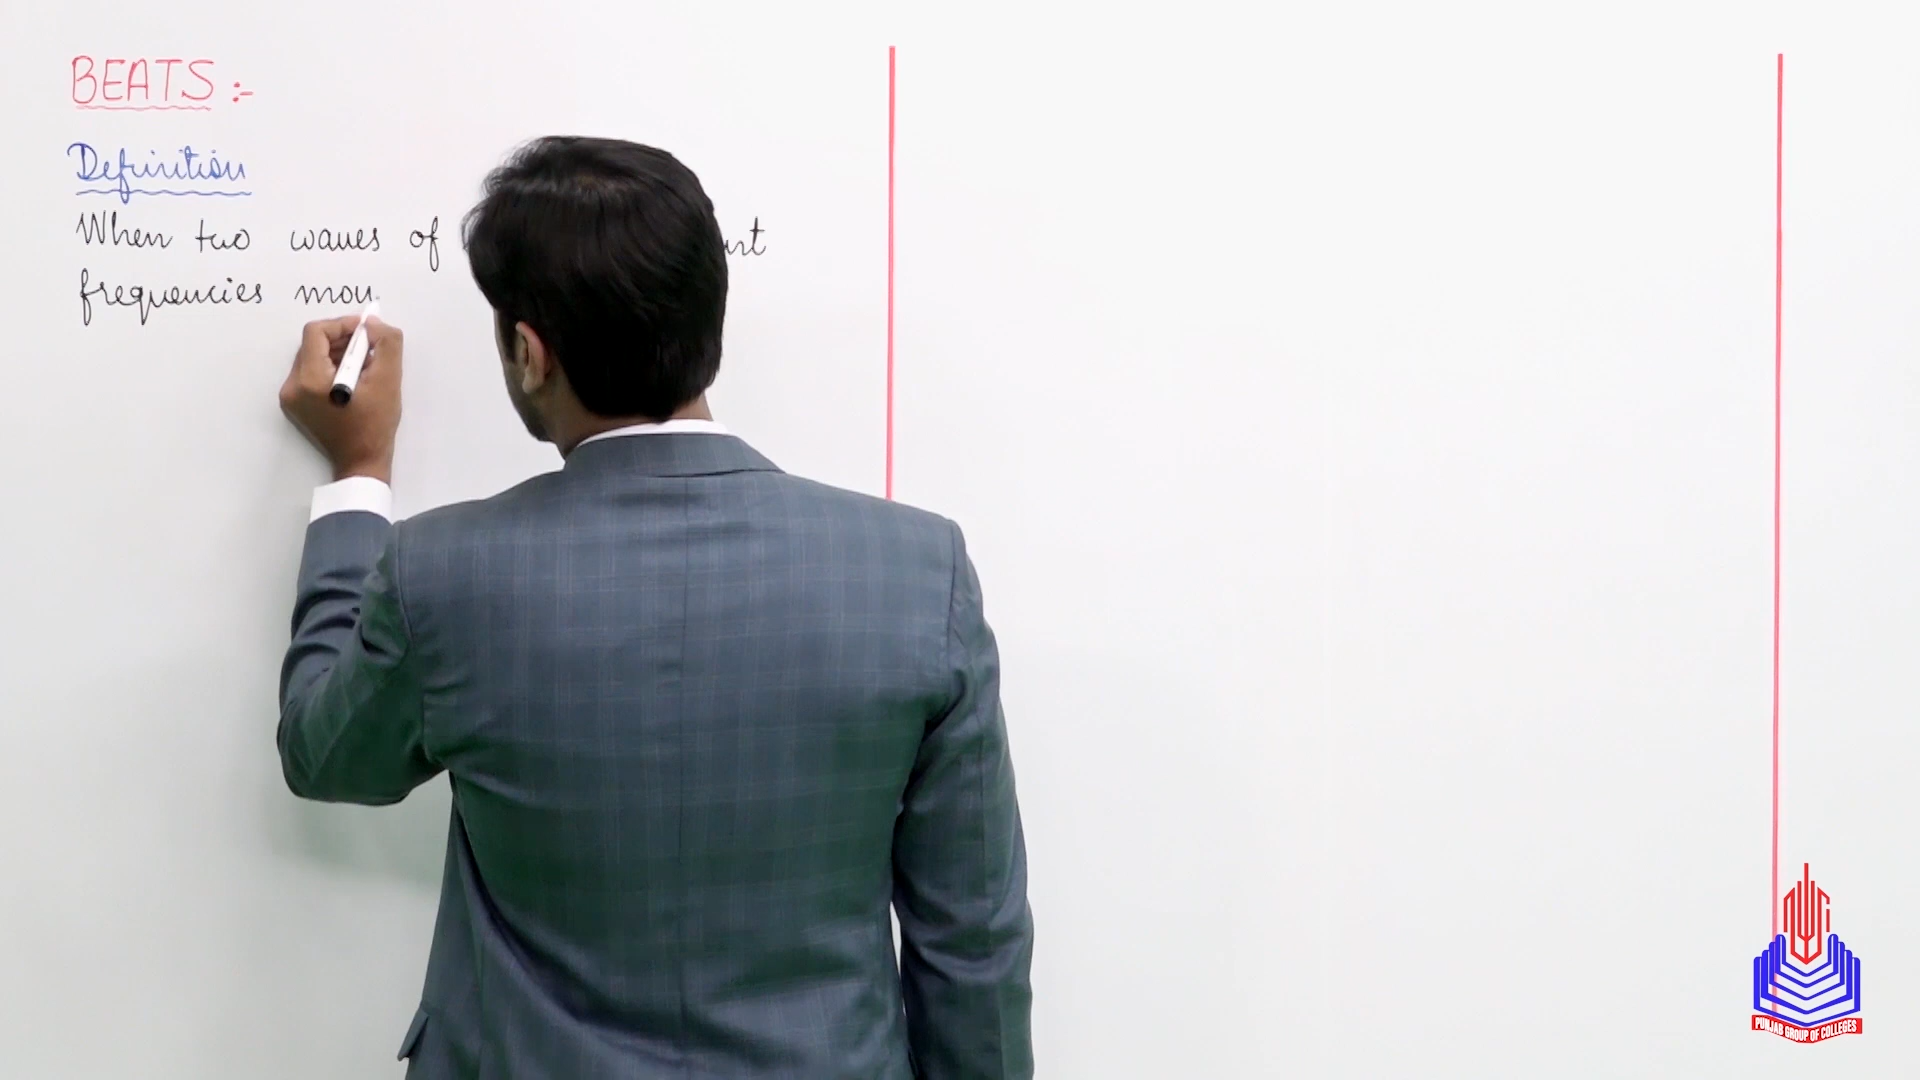 BEATS :-
Definition
When two waves of
frequencies mov
PUNJAB GROUP OF COLLEGES